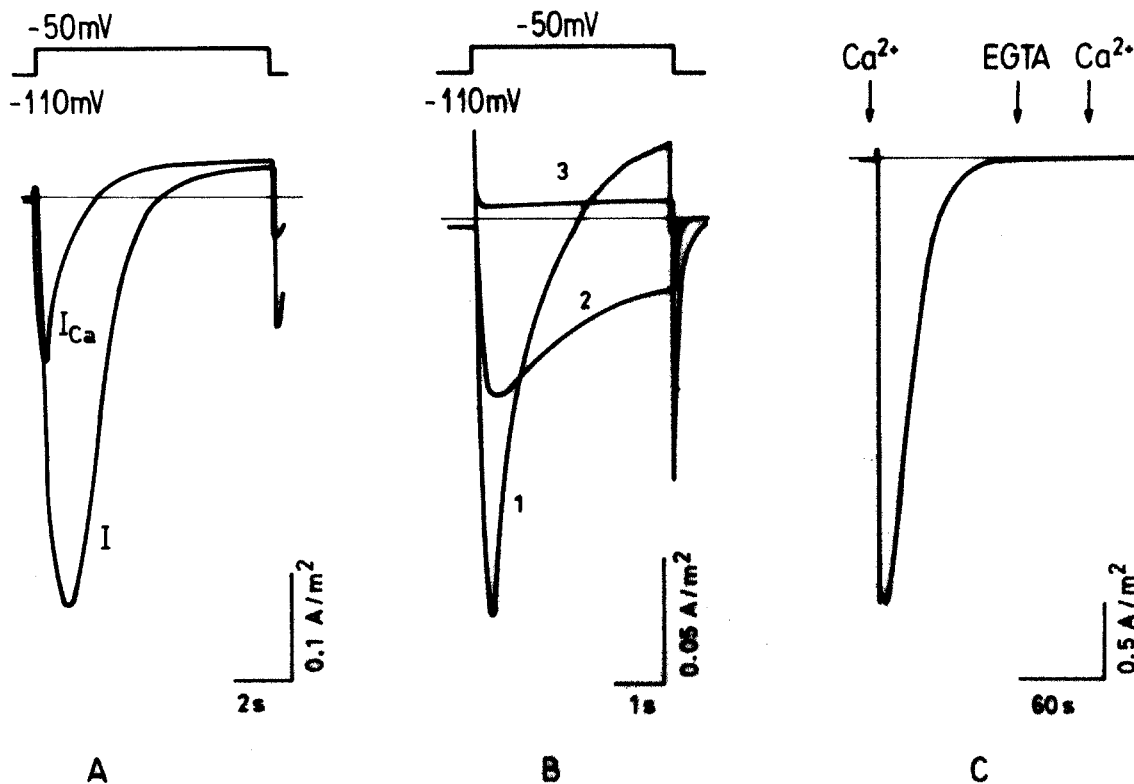 -50mV
-110mV
I_Ca
I
0.1 A/m²
2s
A
-50mV
-110mV
3
2
1
0.05 A/m²
1s
B
Ca²⁺
EGTA
Ca²⁺
0.5 A/m²
60s
C